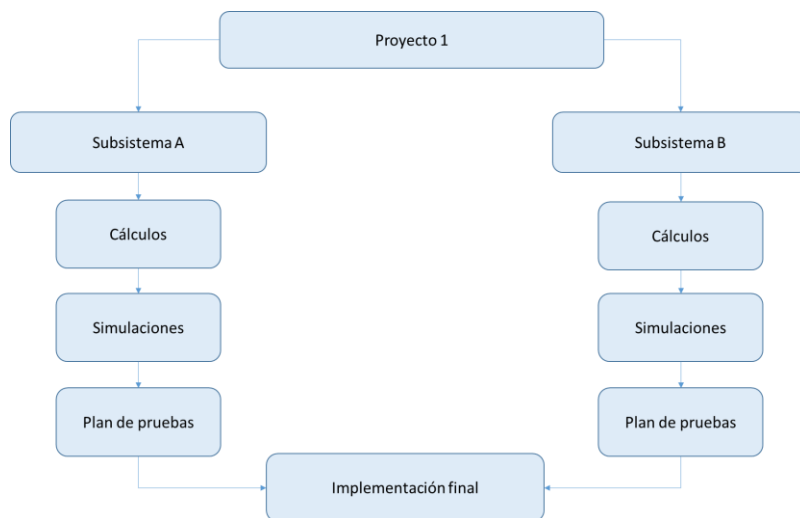 Proyecto 1
Subsistema A
Subsistema B
Cálculos
Cálculos
Simulaciones
Simulaciones
Plan de pruebas
Plan de pruebas
Implementación final